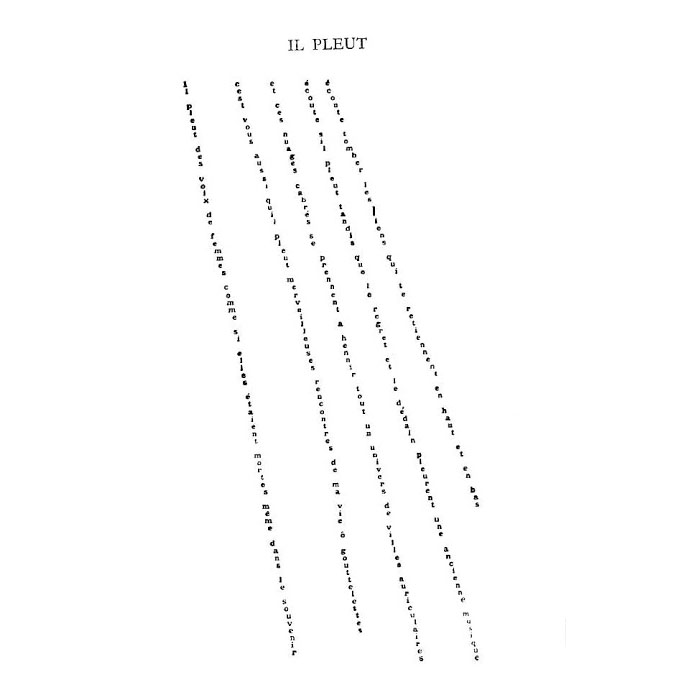 IL PLEUT
il pleut des voix de femmes comme si elles étaient mortes même dans le souvenir
c'est vous aussi qu'il pleut merveilleuses rencontres de ma vie ô gouttelettes
et ces nuages cabrés se prennent a hennir tout un univers de villes auriculaires
écoute s'il pleut tandis que le regret et le dédain pleurent une ancienne musique
écoute tomber les liens qui te retiennent en haut et en bas